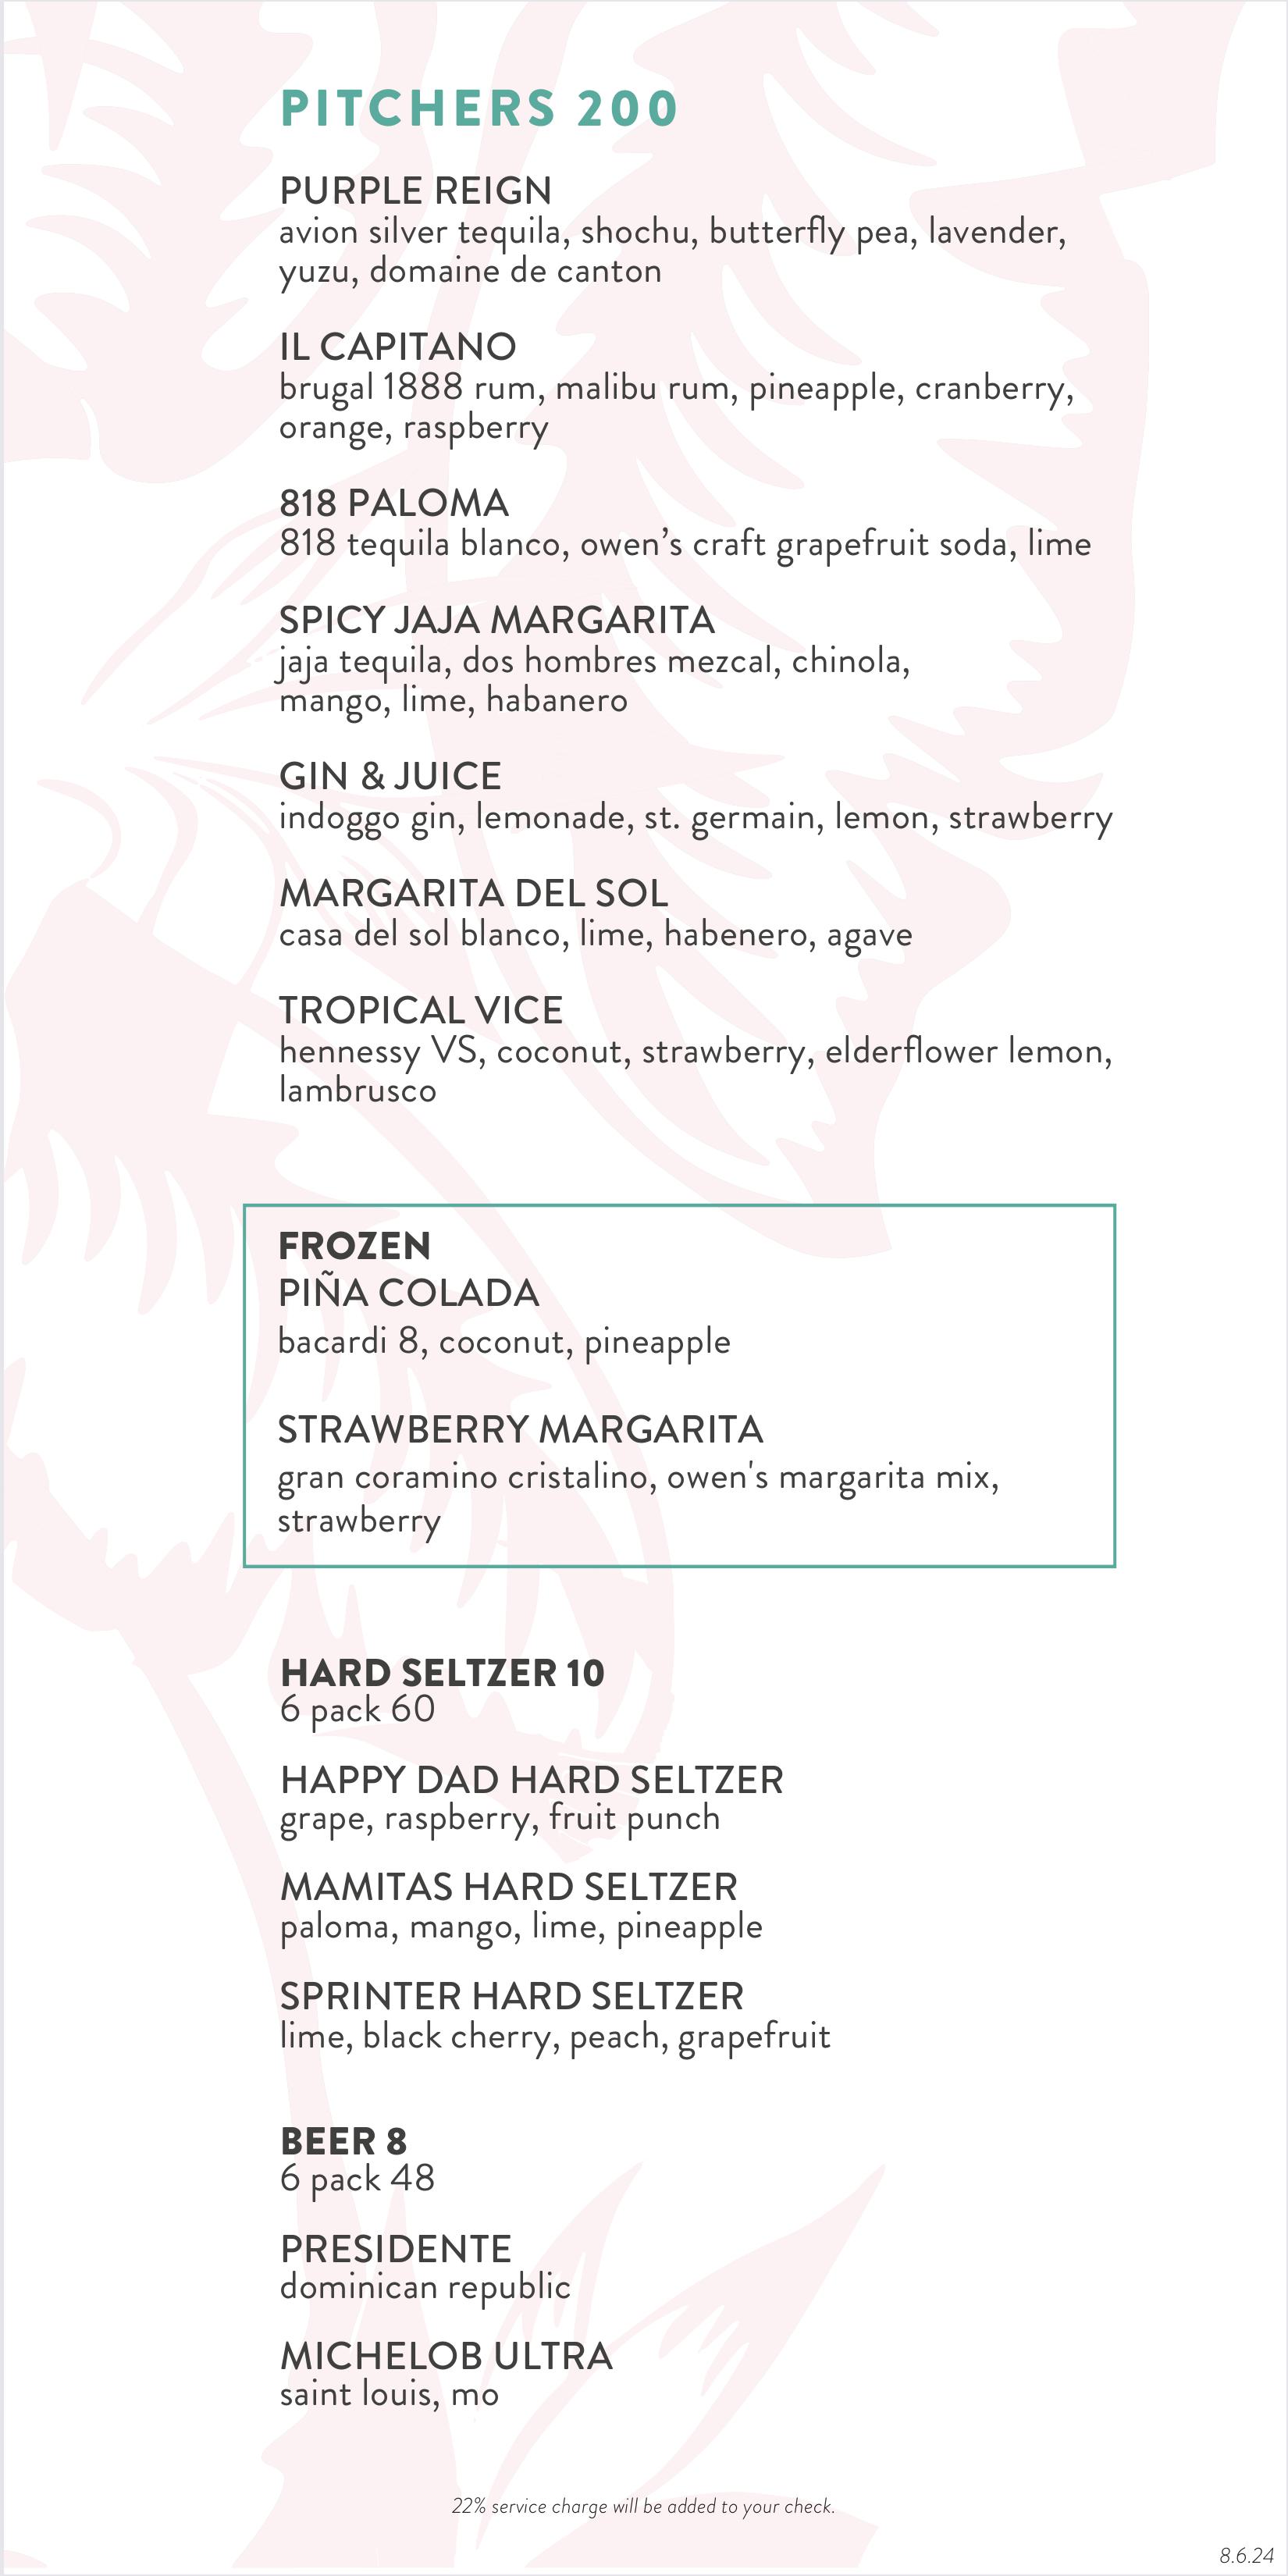 PITCHERS 200
PURPLE REIGN
avion silver tequila, shochu, butterfly pea, lavender,
yuzu, domaine de canton
IL CAPITANO
brugal 1888 rum, malibu rum, pineapple, cranberry,
orange, raspberry
818 PALOMA
818 tequila blanco, owen’s craft grapefruit soda, lime
SPICY JAJA MARGARITA
jaja tequila, dos hombres mezcal, chinola,
mango, lime, habanero
GIN & JUICE
indoggo gin, lemonade, st. germain, lemon, strawberry
MARGARITA DEL SOL
casa del sol blanco, lime, habenero, agave
TROPICAL VICE
hennessy VS, coconut, strawberry, elderflower lemon,
lambrusco
FROZEN
PIÑA COLADA
bacardi 8, coconut, pineapple
STRAWBERRY MARGARITA
gran coramino cristalino, owen's margarita mix,
strawberry
HARD SELTZER 10
6 pack 60
HAPPY DAD HARD SELTZER
grape, raspberry, fruit punch
MAMITAS HARD SELTZER
paloma, mango, lime, pineapple
SPRINTER HARD SELTZER
lime, black cherry, peach, grapefruit
BEER 8
6 pack 48
PRESIDENTE
dominican republic
MICHELOB ULTRA
saint louis, mo
22% service charge will be added to your check.
8.6.24